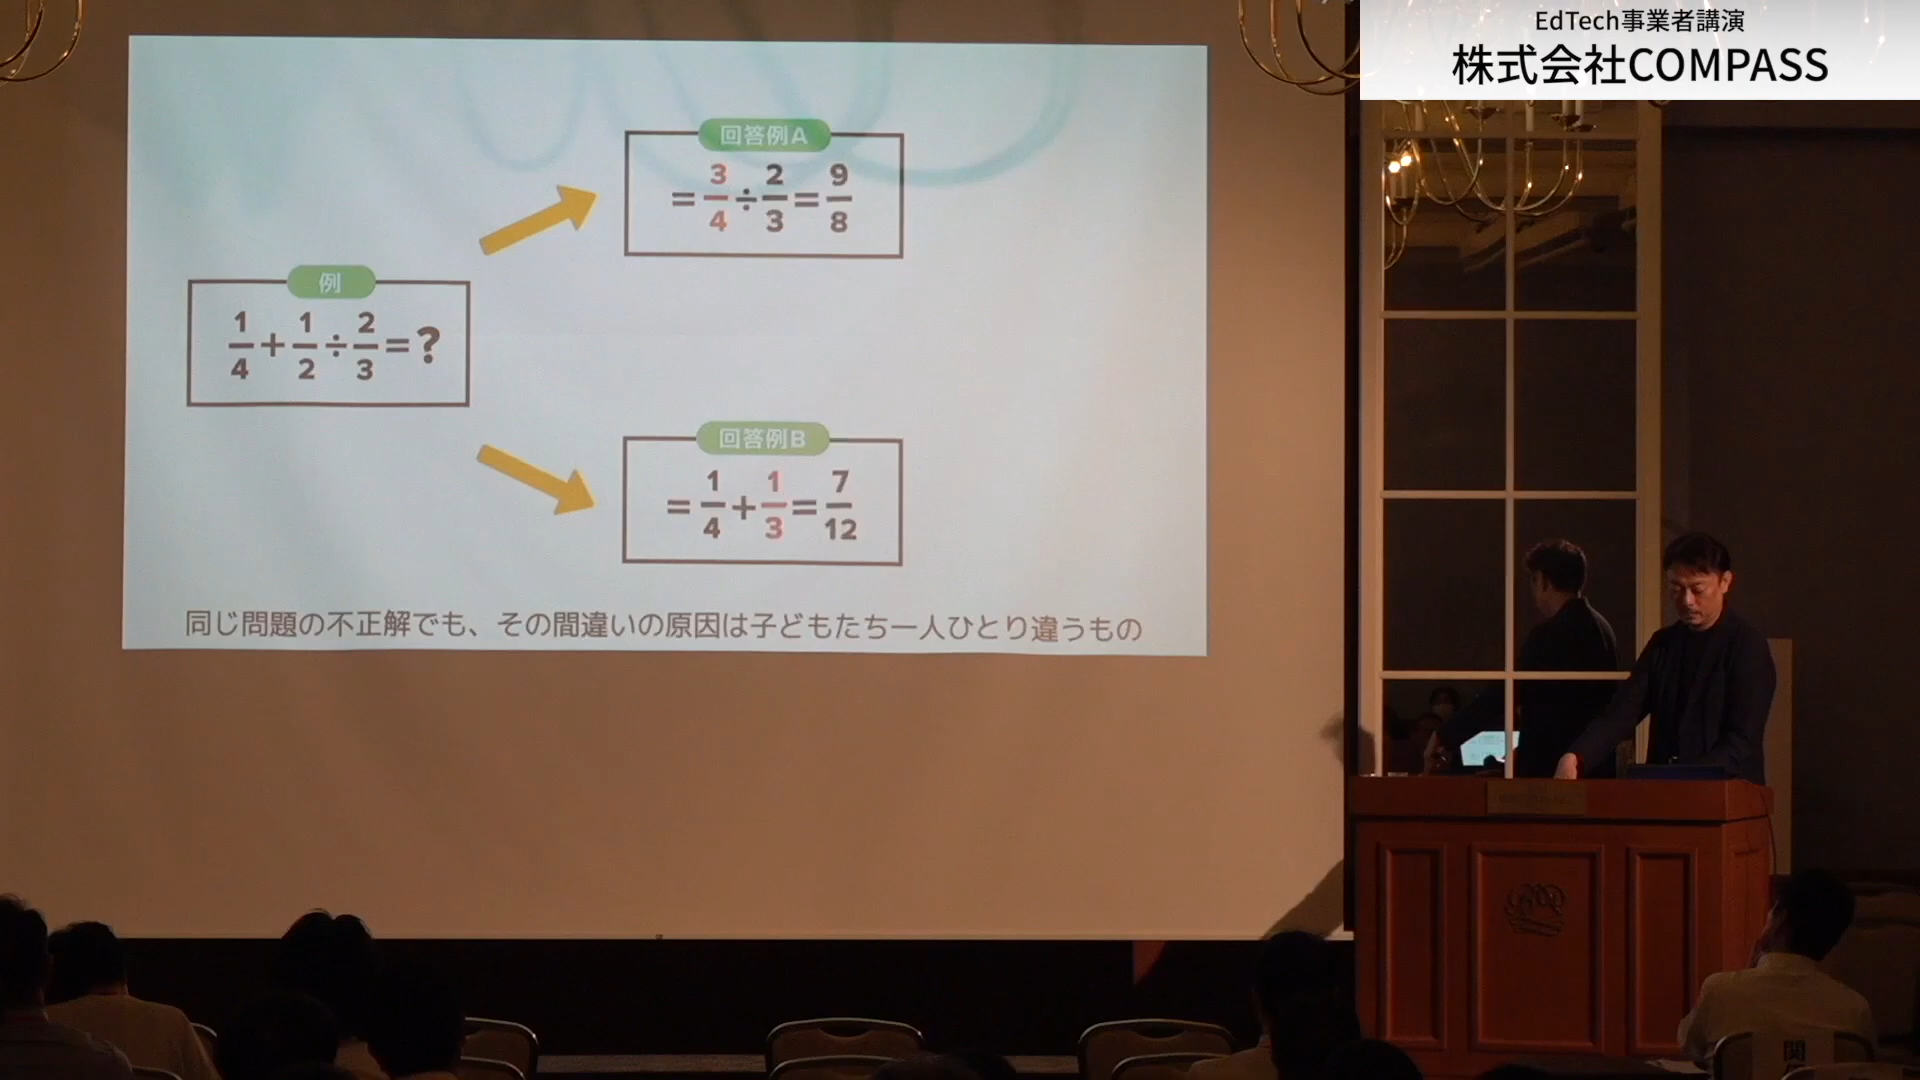 EdTech事業者講演
株式会社COMPASS
回答例A
= 3/4 ÷ 2/3 = 9/8
例
1/4 + 1/2 ÷ 2/3 = ?
回答例B
= 1/4 + 1/3 = 7/12
同じ問題の不正解でも、その間違いの原因は子どもたち一人ひとり違うもの
関